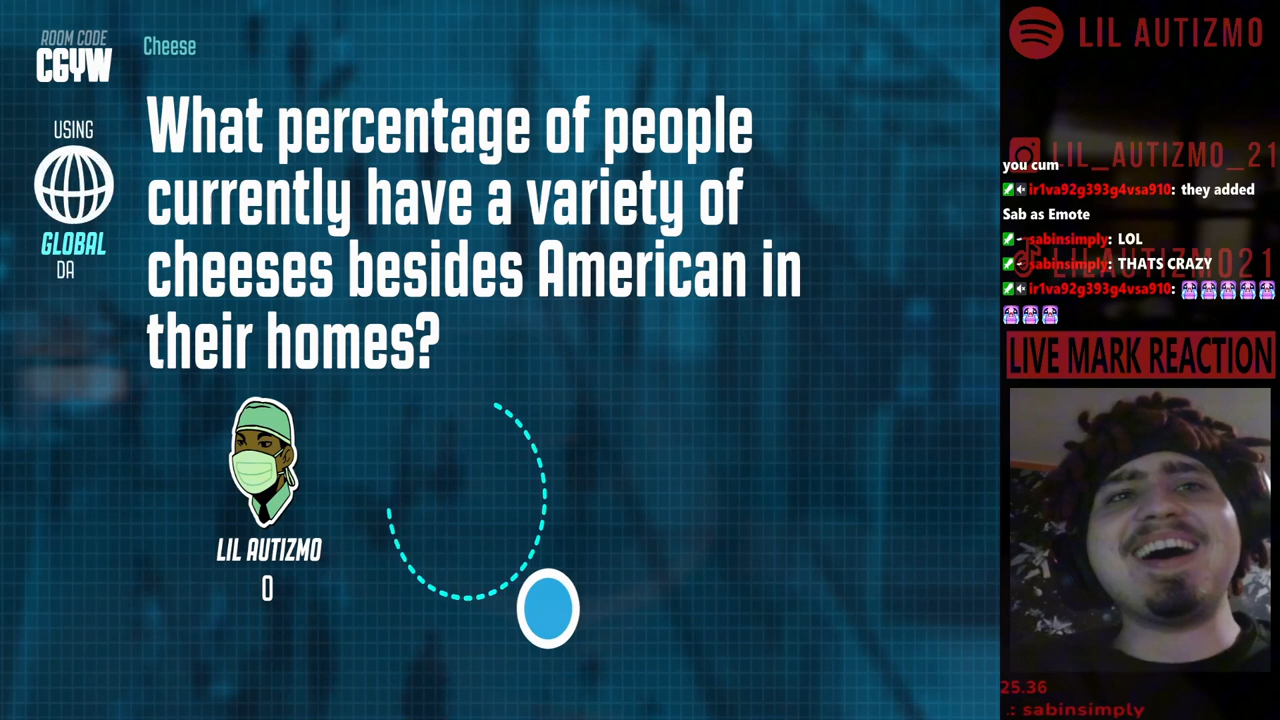 ROOM CODE
CGYW
Cheese
USING
GLOBAL
DA
What percentage of people
currently have a variety of
cheeses besides American in
their homes?
LIL AUTIZMO
0
LIL AUTIZMO
LIL_AUTIZMO_21
you cum
ir1va92g393g4vsa910: they added
Sab as Emote
sabinsimply: LOL
LILAUTIZMO21
sabinsimply: THATS CRAZY
ir1va92g393g4vsa910:
LIVE MARK REACTION
25.36
.: sabinsimply